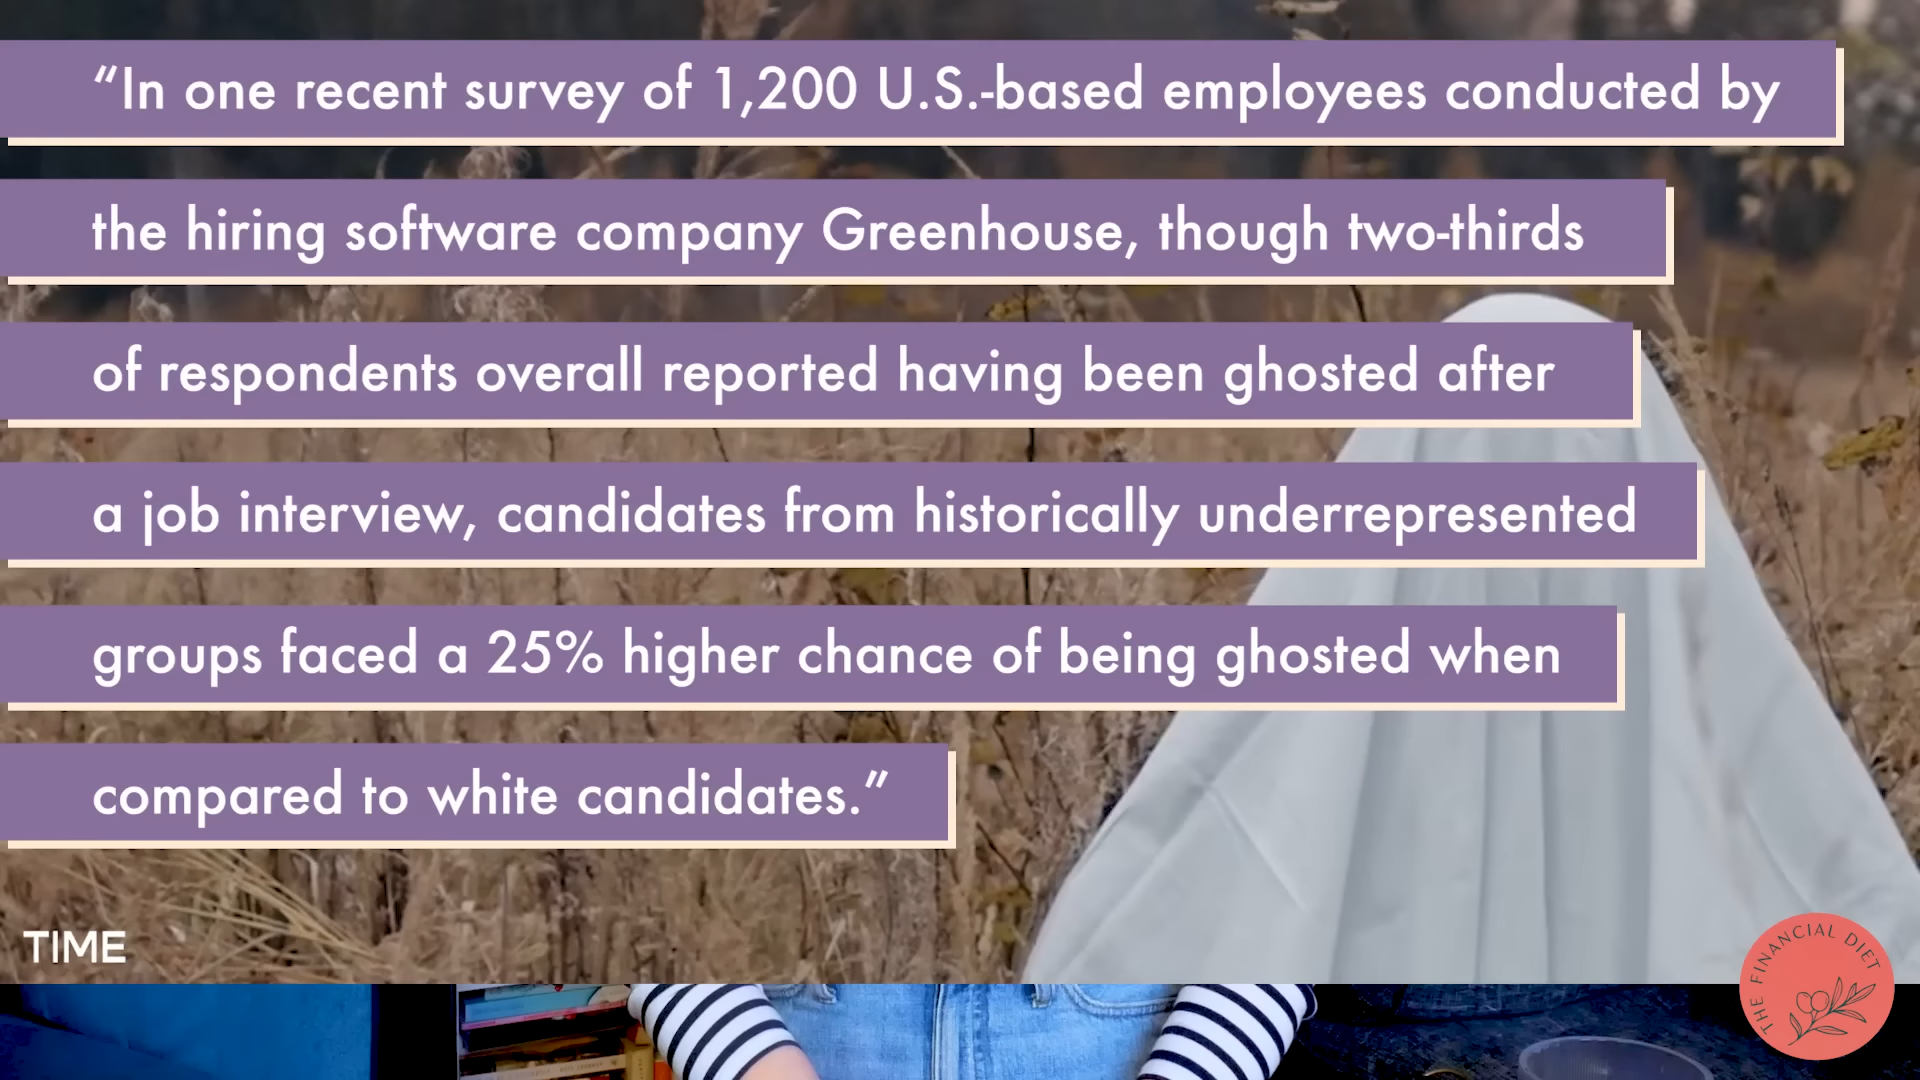 “In one recent survey of 1,200 U.S.-based employees conducted by
the hiring software company Greenhouse, though two-thirds
of respondents overall reported having been ghosted after
a job interview, candidates from historically underrepresented
groups faced a 25% higher chance of being ghosted when
compared to white candidates.”
TIME
THE FINANCIAL DIET